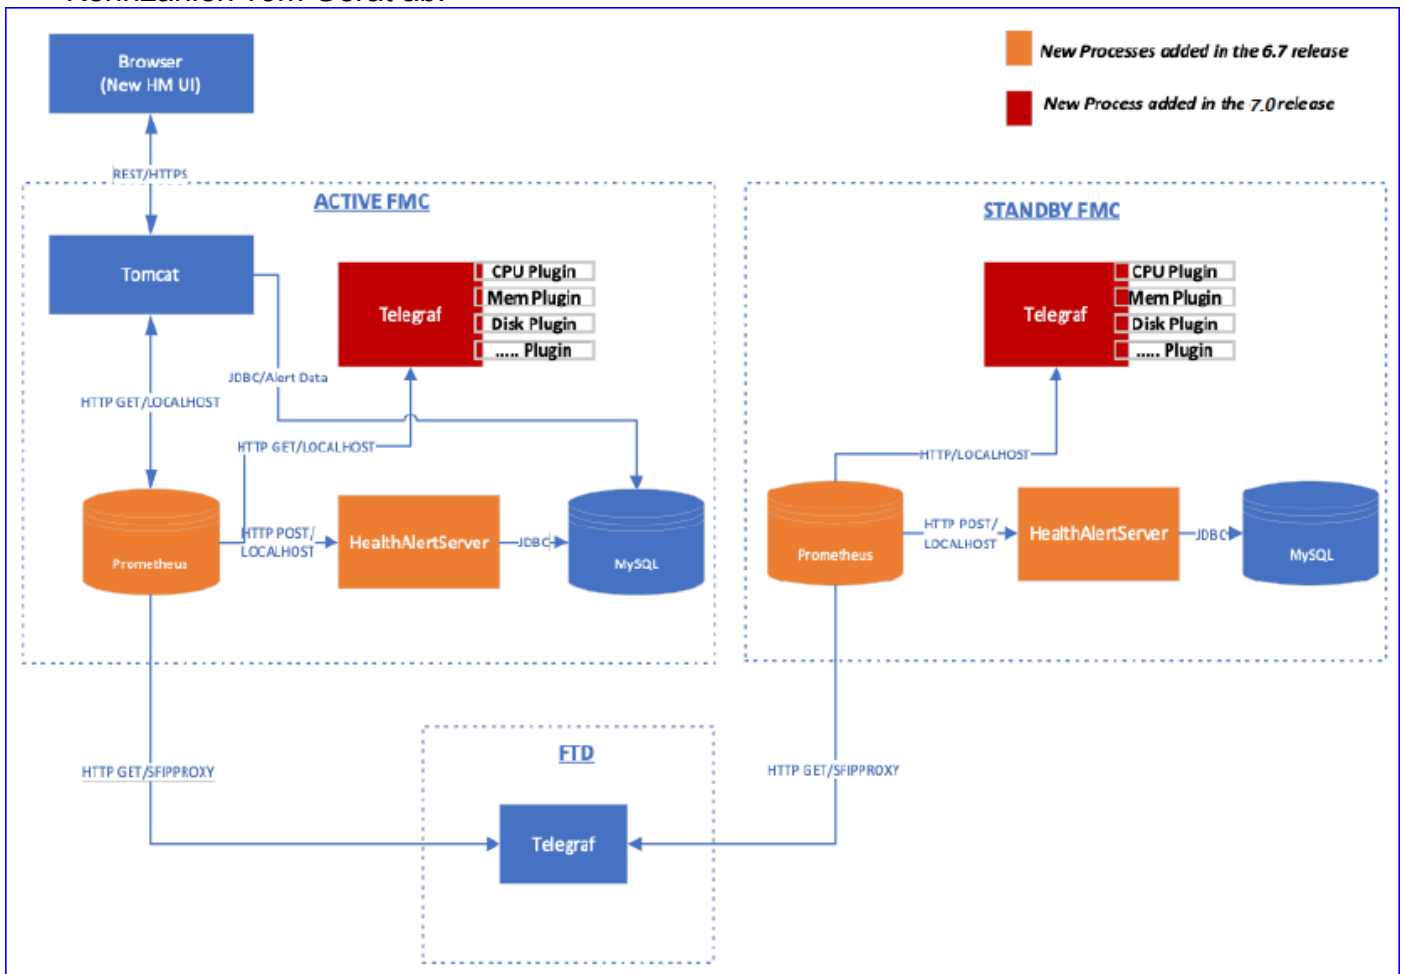 Kennzahlen vom Gerät ab.
Browser
(New HM UI)
New Processes added in the 6.7 release
New Process added in the 7.0 release
REST/HTTPS
ACTIVE FMC
STANDBY FMC
Tomcat
Telegraf
CPU Plugin
Mem Plugin
Disk Plugin
..... Plugin
Telegraf
CPU Plugin
Mem Plugin
Disk Plugin
..... Plugin
JDBC/Alert Data
HTTP GET/LOCALHOST
HTTP GET/LOCALHOST
HTTP/LOCALHOST
Prometheus
HTTP POST/
LOCALHOST
HealthAlertServer
JDBC
MySQL
Prometheus
HTTP POST/
LOCALHOST
HealthAlertServer
JDBC
MySQL
HTTP GET/SFIPPROXY
FTD
HTTP GET/SFIPPROXY
Telegraf